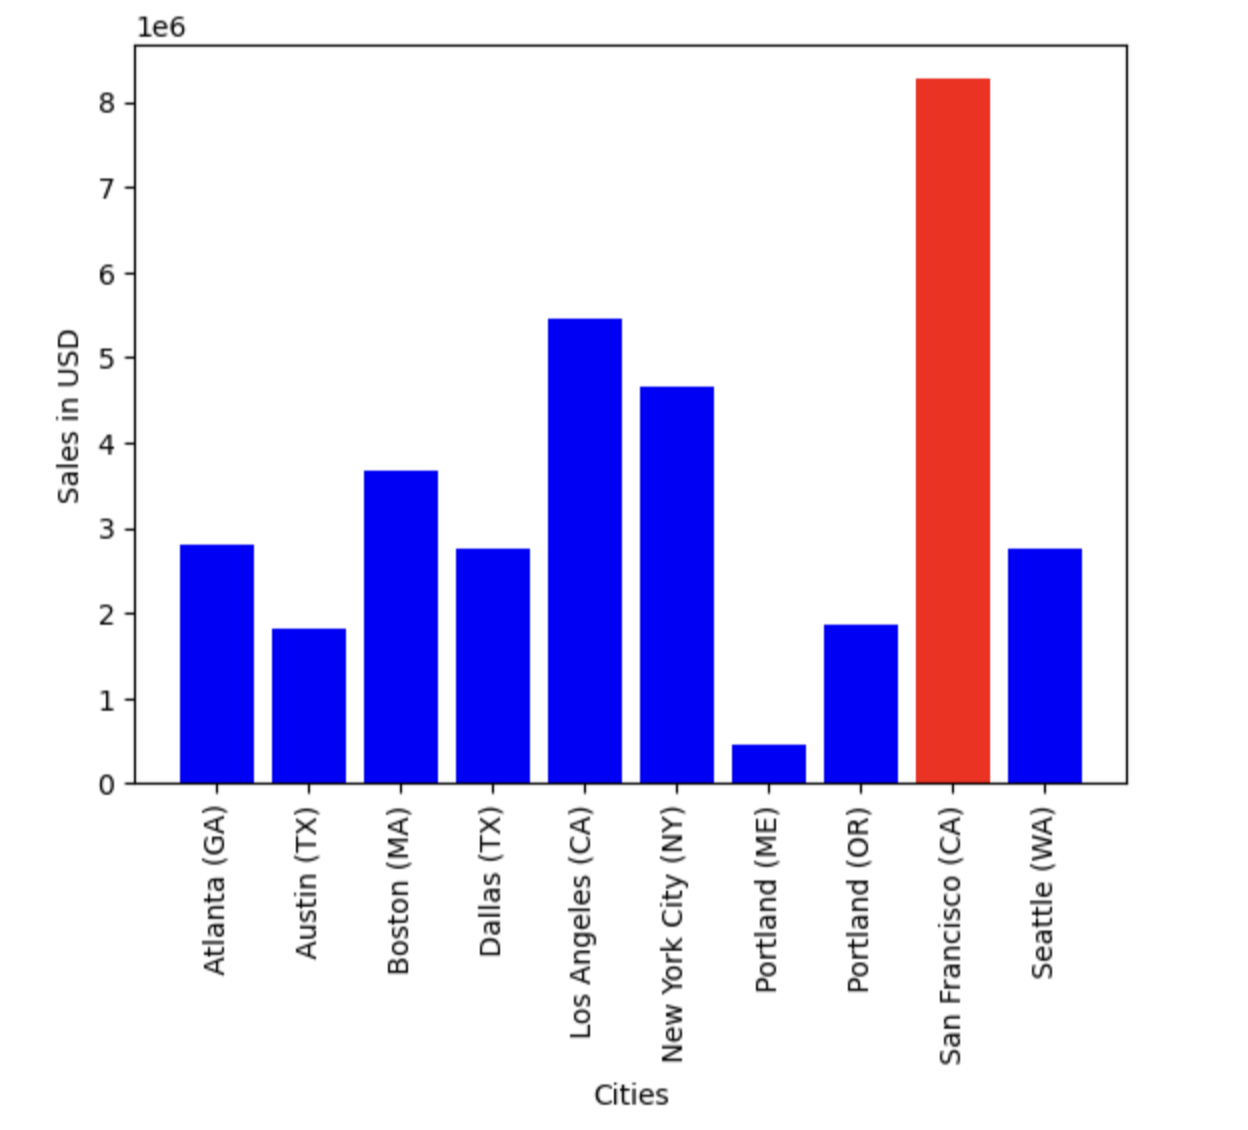 1e6
8
7
6
5
4
3
2
1
0
Sales in USD
Atlanta (GA)
Austin (TX)
Boston (MA)
Dallas (TX)
Los Angeles (CA)
New York City (NY)
Portland (ME)
Portland (OR)
San Francisco (CA)
Seattle (WA)
Cities